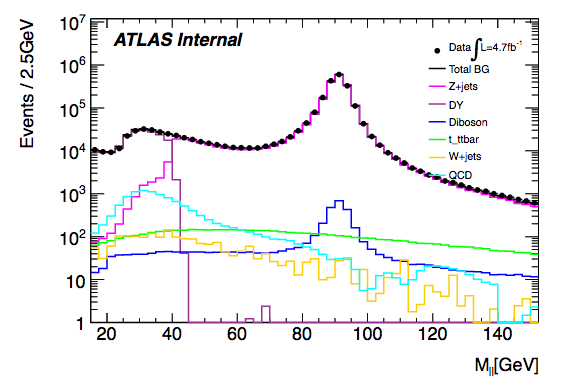 ATLAS Internal
Events / 2.5GeV
10⁷
10⁶
10⁵
10⁴
10³
10²
10
1
Data ∫L=4.7fb⁻¹
Total BG
Z+jets
DY
Diboson
t_ttbar
W+jets
QCD
20 40 60 80 100 120 140
M_ll[GeV]